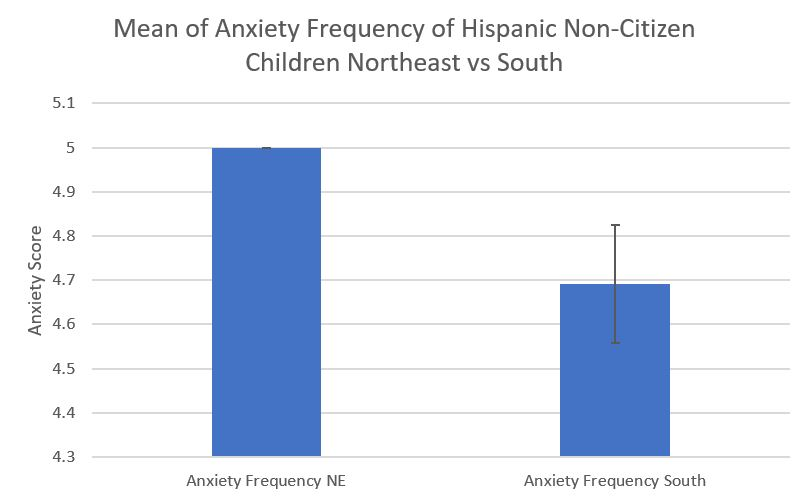 Mean of Anxiety Frequency of Hispanic Non-Citizen
Children Northeast vs South
5.1
5
4.9
4.8
4.7
4.6
4.5
4.4
4.3
Anxiety Score
Anxiety Frequency NE
Anxiety Frequency South